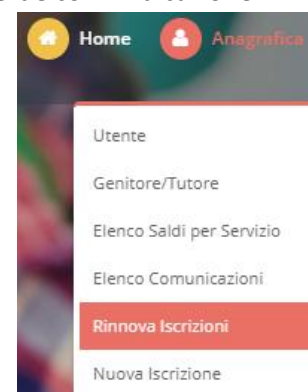 Home Anagrafica
Utente
Genitore/Tutore
Elenco Saldi per Servizio
Elenco Comunicazioni
Rinnova Iscrizioni
Nuova Iscrizione